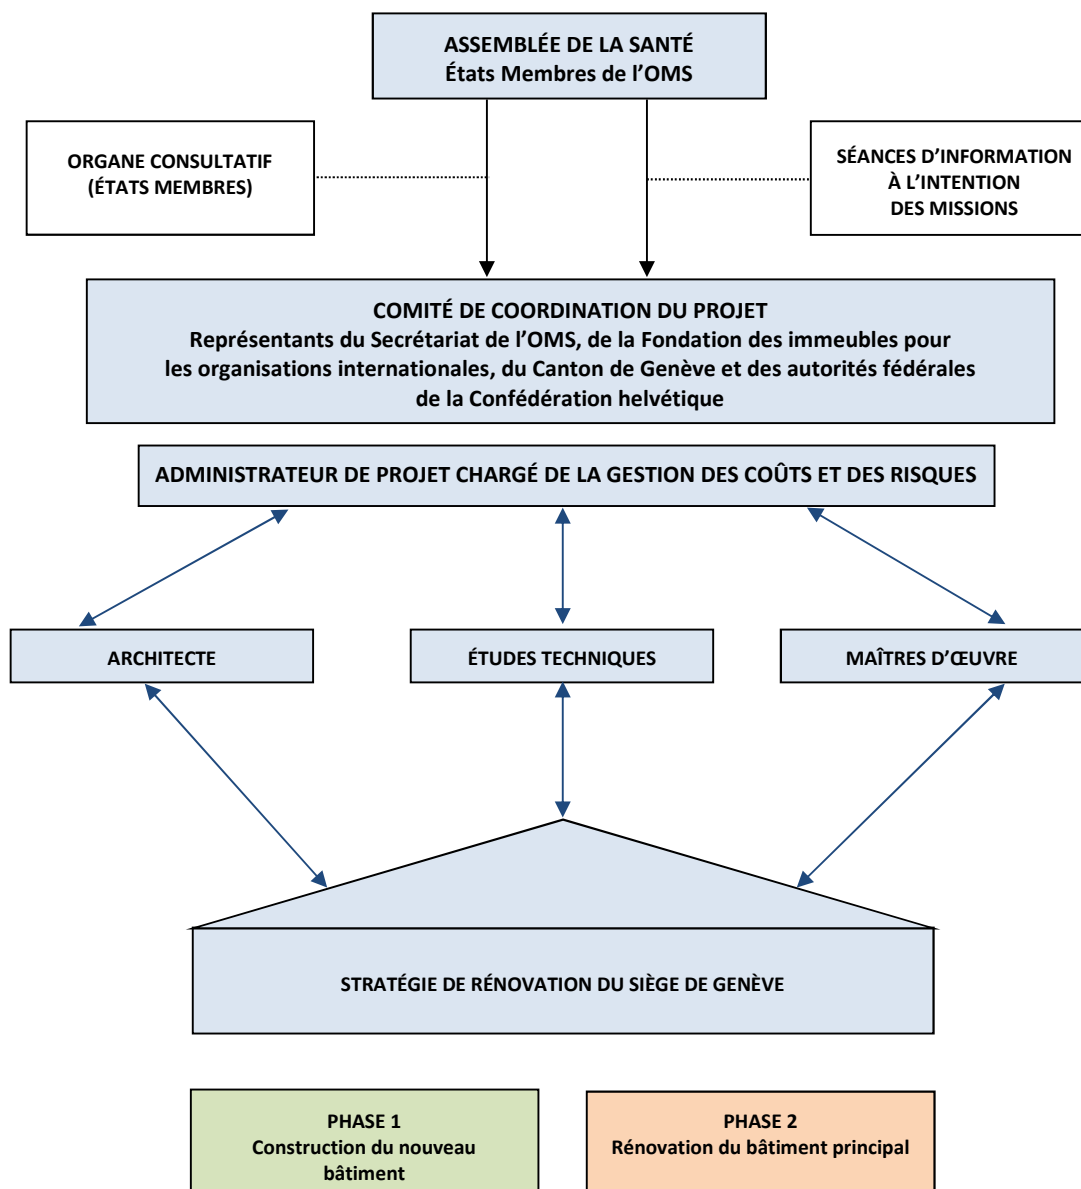 ASSEMBLÉE DE LA SANTÉ
États Membres de l’OMS
ORGANE CONSULTATIF
(ÉTATS MEMBRES)
SÉANCES D’INFORMATION
À L’INTENTION
DES MISSIONS
COMITÉ DE COORDINATION DU PROJET
Représentants du Secrétariat de l’OMS, de la Fondation des immeubles pour
les organisations internationales, du Canton de Genève et des autorités fédérales
de la Confédération helvétique
ADMINISTRATEUR DE PROJET CHARGÉ DE LA GESTION DES COÛTS ET DES RISQUES
ARCHITECTE
ÉTUDES TECHNIQUES
MAÎTRES D’ŒUVRE
STRATÉGIE DE RÉNOVATION DU SIÈGE DE GENÈVE
PHASE 1
Construction du nouveau
bâtiment
PHASE 2
Rénovation du bâtiment principal